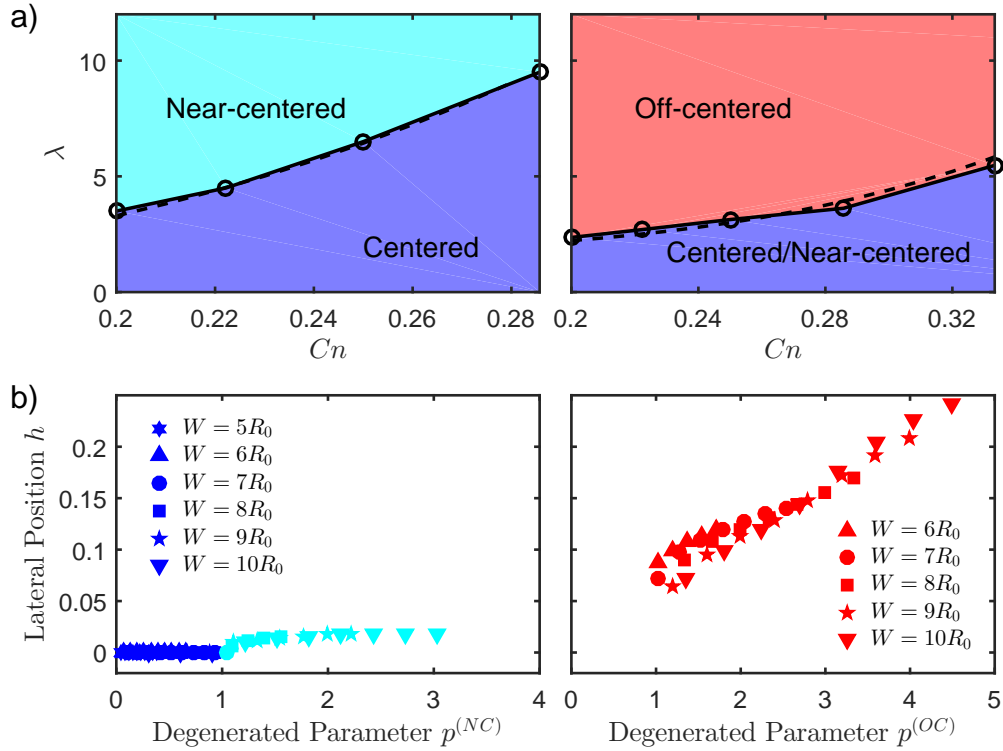 a)
10
5
0
λ
Near-centered
Centered
0.2
0.22
0.24
0.26
0.28
Cn
Off-centered
Centered/Near-centered
0.2
0.24
0.28
0.32
Cn
b)
0.2
0.15
0.1
0.05
0
Lateral Position h
W = 5R₀
W = 6R₀
W = 7R₀
W = 8R₀
W = 9R₀
W = 10R₀
0
1
2
3
4
Degenerated Parameter p⁽ᴺᶜ⁾
W = 6R₀
W = 7R₀
W = 8R₀
W = 9R₀
W = 10R₀
0
1
2
3
4
5
Degenerated Parameter p⁽ᴼᶜ⁾